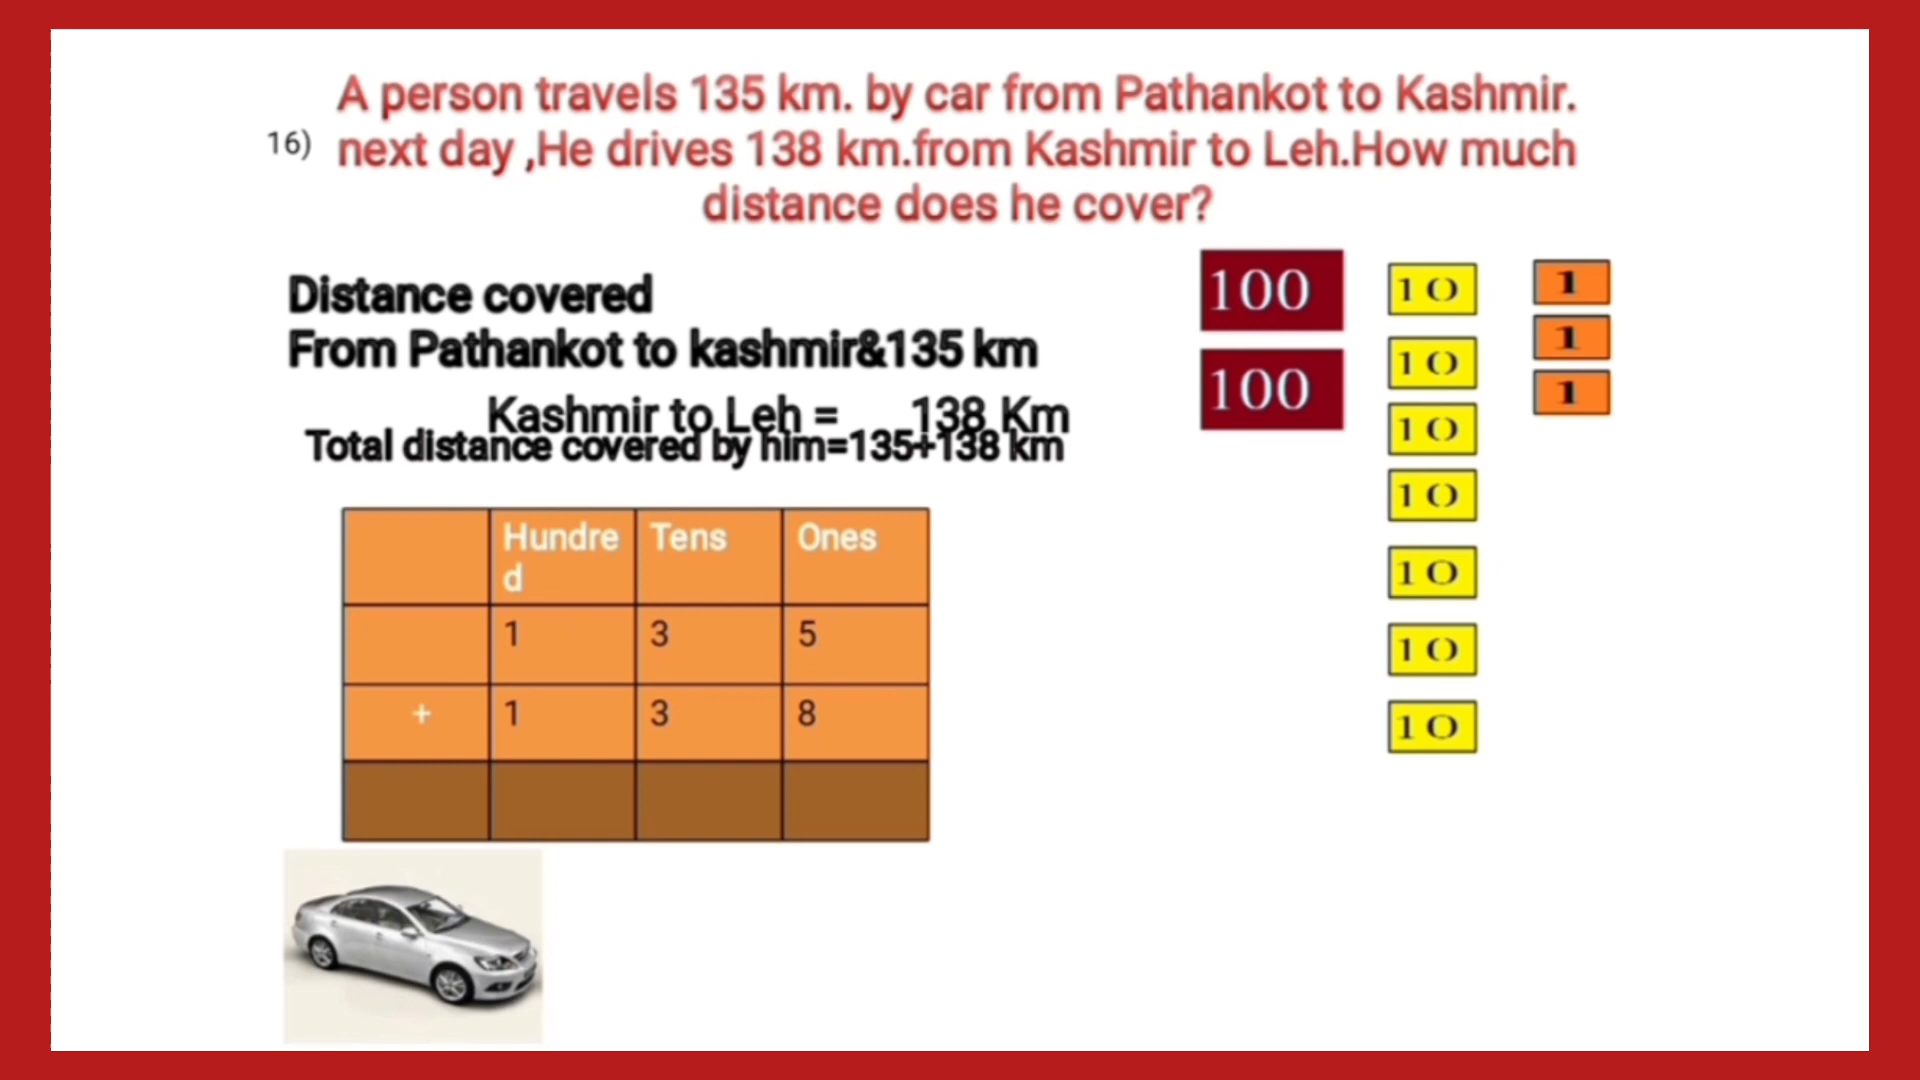 A person travels 135 km. by car from Pathankot to Kashmir.
16) next day ,He drives 138 km.from Kashmir to Leh.How much
distance does he cover?
Distance covered
From Pathankot to kashmir&135 km
Kashmir to Leh = 138 Km
Total distance covered by him=135+138 km
Hundre Tens Ones
d
1 3 5
+ 1 3 8
100 10 1
100 10 1
10 1
10
10
10
10